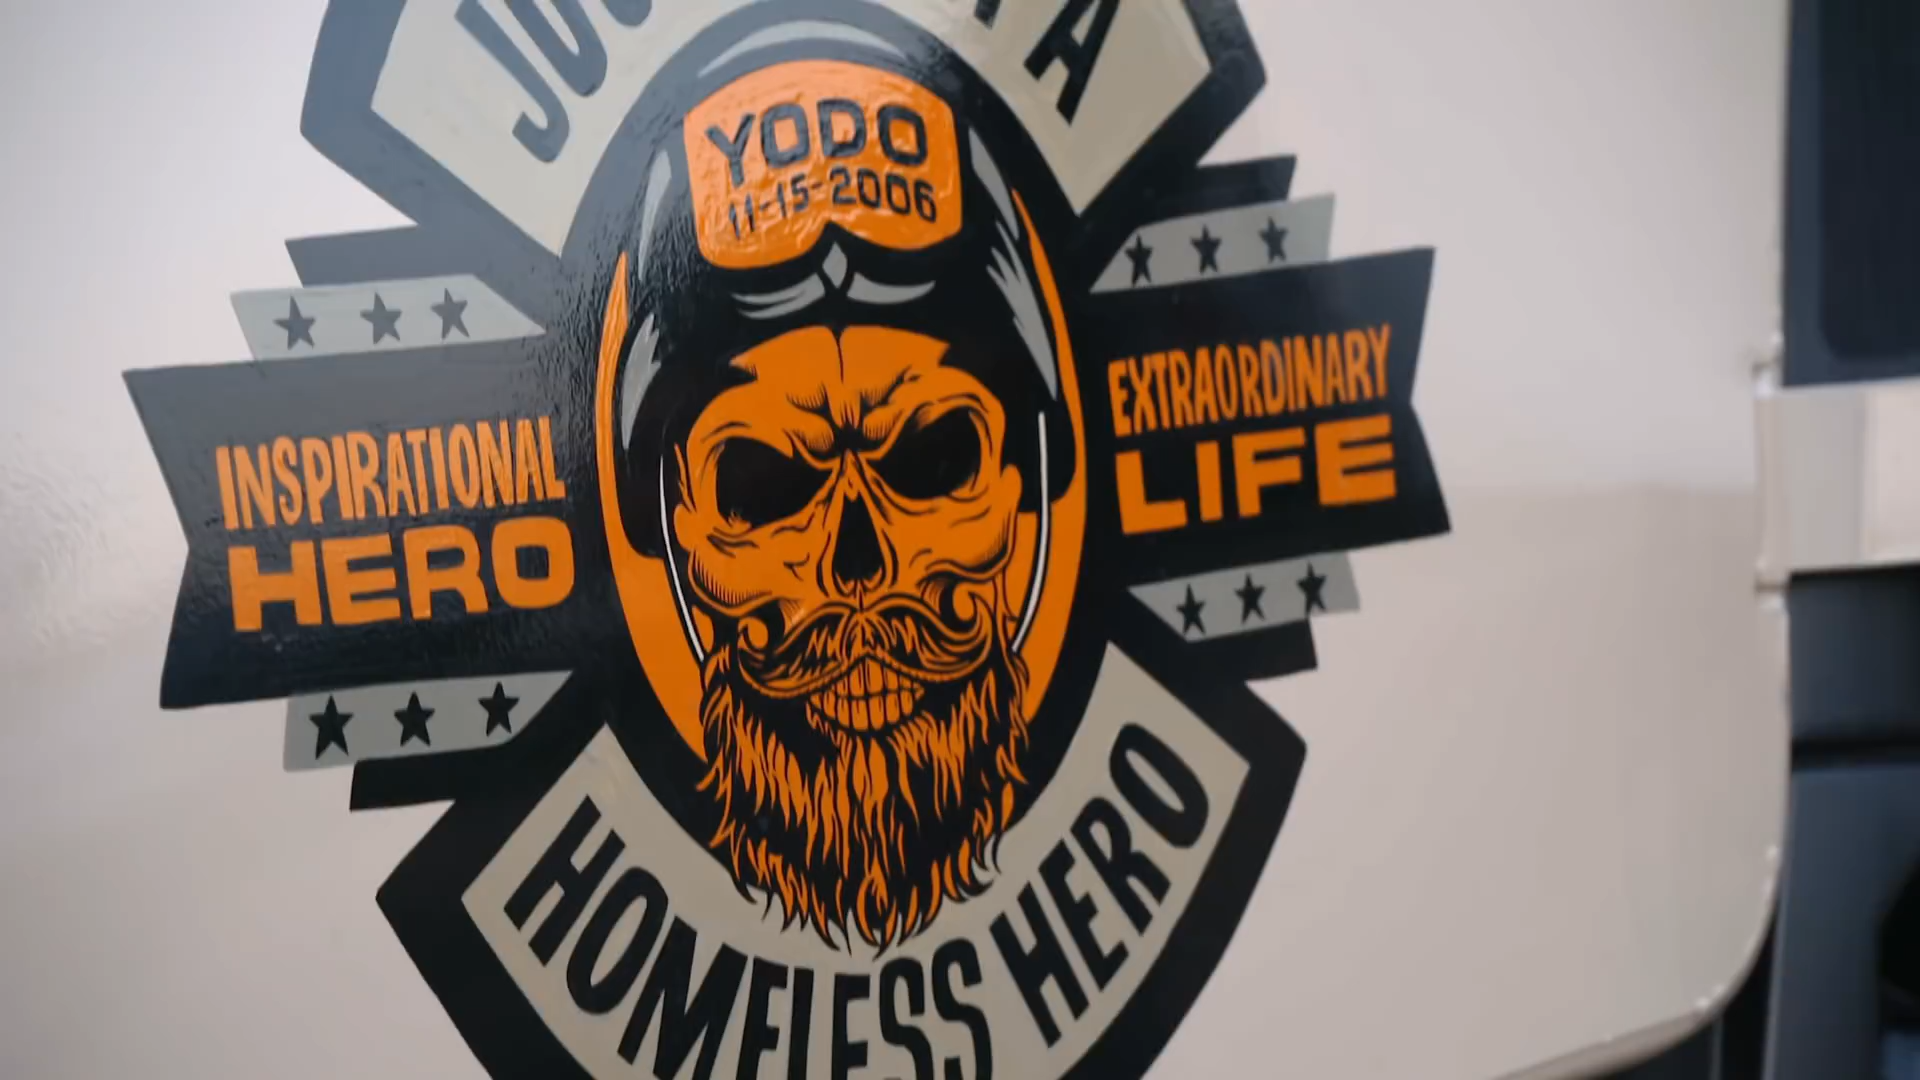 YODO
11-15-2006
INSPIRATIONAL
HERO
EXTRAORDINARY
LIFE
HOMELESS HERO